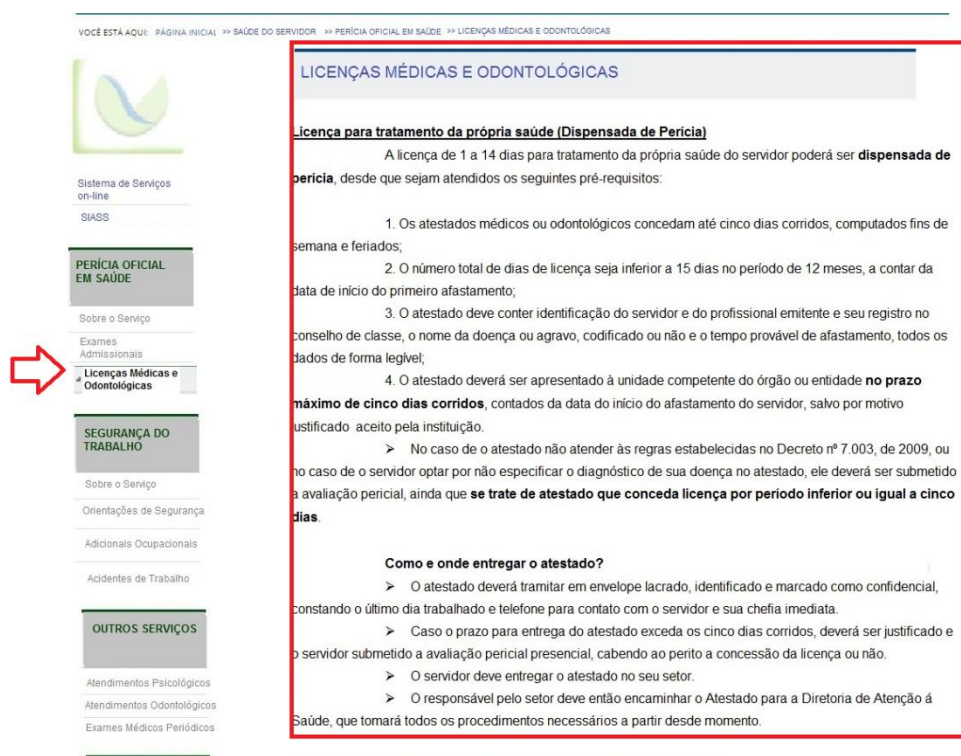 VOCÊ ESTÁ AQUI: PÁGINA INICIAL >> SAÚDE DO SERVIDOR >> PERÍCIA OFICIAL EM SAÚDE >> LICENÇAS MÉDICAS E ODONTOLÓGICAS
Sistema de Serviços
on-line
SIASS
PERÍCIA OFICIAL
EM SAÚDE
Sobre o Serviço
Exames
Admissionais
Licenças Médicas e
Odontológicas
SEGURANÇA DO
TRABALHO
Sobre o Serviço
Orientações de Segurança
Adicionais Ocupacionais
Acidentes de Trabalho
OUTROS SERVIÇOS
Atendimentos Psicológicos
Atendimentos Odontológicos
Exames Médicos Periódicos
LICENÇAS MÉDICAS E ODONTOLÓGICAS
Licença para tratamento da própria saúde (Dispensada de Perícia)
A licença de 1 a 14 dias para tratamento da própria saúde do servidor poderá ser dispensada de
perícia, desde que sejam atendidos os seguintes pré-requisitos:
1. Os atestados médicos ou odontológicos concedam até cinco dias corridos, computados fins de
semana e feriados;
2. O número total de dias de licença seja inferior a 15 dias no período de 12 meses, a contar da
data de início do primeiro afastamento;
3. O atestado deve conter identificação do servidor e do profissional emitente e seu registro no
conselho de classe, o nome da doença ou agravo, codificado ou não e o tempo provável de afastamento, todos os
dados de forma legível;
4. O atestado deverá ser apresentado à unidade competente do órgão ou entidade no prazo
máximo de cinco dias corridos, contados da data do início do afastamento do servidor, salvo por motivo
justificado aceito pela instituição.
➢ No caso de o atestado não atender às regras estabelecidas no Decreto nº 7.003, de 2009, ou
no caso de o servidor optar por não especificar o diagnóstico de sua doença no atestado, ele deverá ser submetido
a avaliação pericial, ainda que se trate de atestado que conceda licença por período inferior ou igual a cinco
dias.
Como e onde entregar o atestado?
➢ O atestado deverá tramitar em envelope lacrado, identificado e marcado como confidencial,
constando o último dia trabalhado e telefone para contato com o servidor e sua chefia imediata.
➢ Caso o prazo para entrega do atestado exceda os cinco dias corridos, deverá ser justificado e
o servidor submetido a avaliação pericial presencial, cabendo ao perito a concessão da licença ou não.
➢ O servidor deve entregar o atestado no seu setor.
➢ O responsável pelo setor deve então encaminhar o Atestado para a Diretoria de Atenção á
Saúde, que tomará todos os procedimentos necessários a partir desde momento.